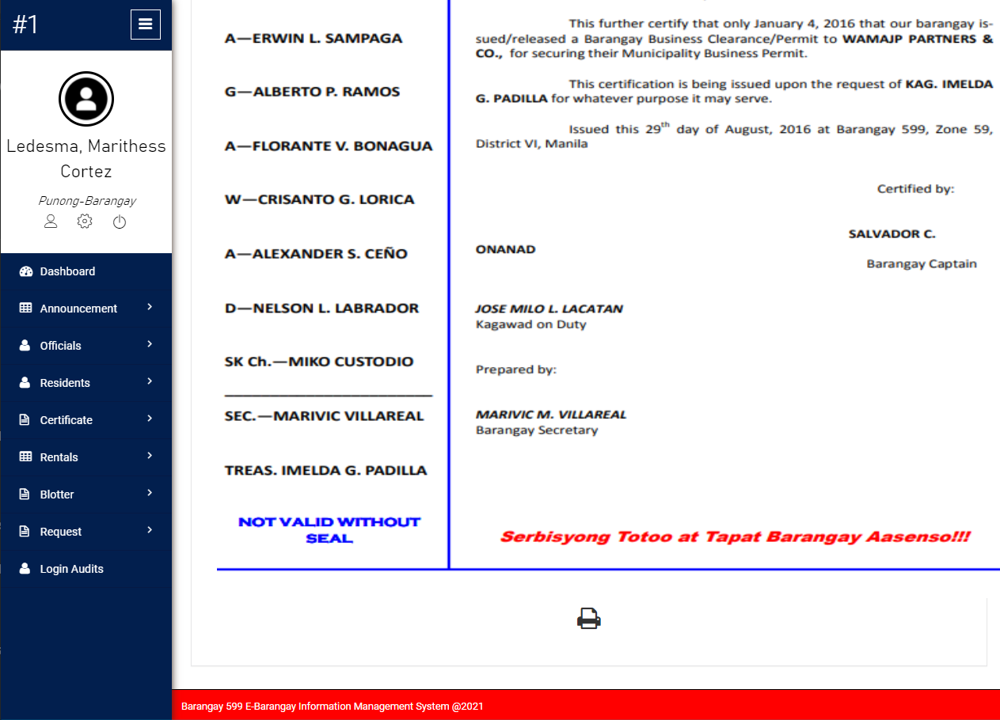 #1
Ledesma, Marithess
Cortez
Punong-Barangay
Dashboard
Announcement
Officials
Residents
Certificate
Rentals
Blotter
Request
Login Audits
A—ERWIN L. SAMPAGA
G—ALBERTO P. RAMOS
A—FLORANTE V. BONAGUA
W—CRISANTO G. LORICA
A—ALEXANDER S. CEÑO
D—NELSON L. LABRADOR
SK Ch.—MIKO CUSTODIO
SEC.—MARIVIC VILLAREAL
TREAS. IMELDA G. PADILLA
NOT VALID WITHOUT
SEAL
This further certify that only January 4, 2016 that our barangay is-
sued/released a Barangay Business Clearance/Permit to WAMAJP PARTNERS &
CO., for securing their Municipality Business Permit.
This certification is being issued upon the request of KAG. IMELDA
G. PADILLA for whatever purpose it may serve.
Issued this 29th day of August, 2016 at Barangay 599, Zone 59,
District VI, Manila
Certified by:
SALVADOR C.
ONANAD
Barangay Captain
JOSE MILO L. LACATAN
Kagawad on Duty
Prepared by:
MARIVIC M. VILLAREAL
Barangay Secretary
Serbisyong Totoo at Tapat Barangay Aasenso!!!
Barangay 599 E-Barangay Information Management System @2021